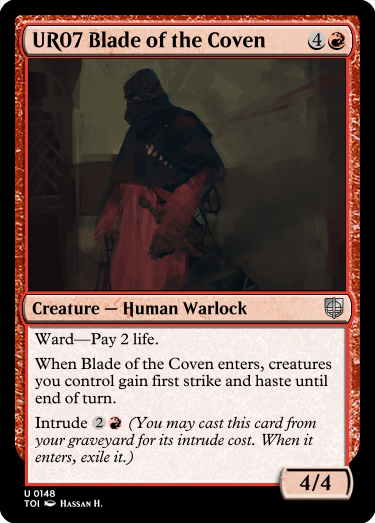 UR07 Blade of the Coven 4
Creature — Human Warlock
Ward—Pay 2 life.
When Blade of the Coven enters, creatures
you control gain first strike and haste until
end of turn.
Intrude 2 (You may cast this card from
your graveyard for its intrude cost. When it
enters, exile it.)
4/4
U 0148
TOI Hassan H.